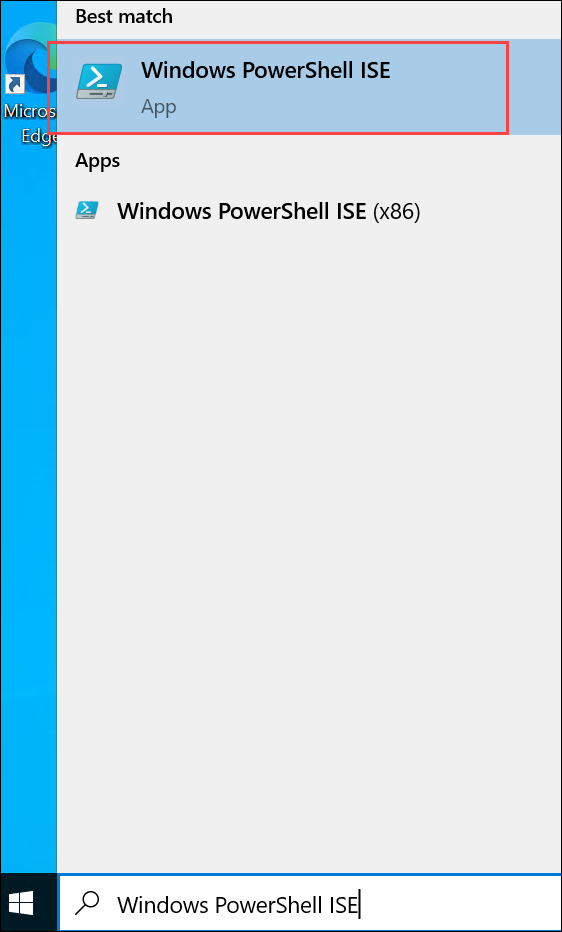 Best match
Windows PowerShell ISE
App
Micros
Edge
Apps
Windows PowerShell ISE (x86)
Windows PowerShell ISE